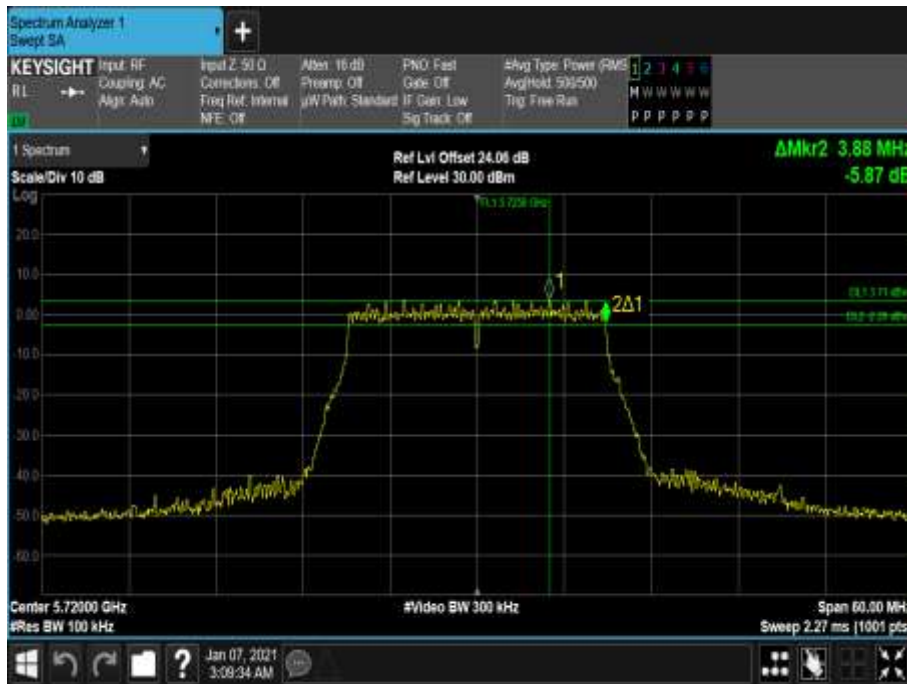 Spectrum Analyzer 1
Swept SA
+
KEYSIGHT
RL
Input: RF
Coupling: AC
Align: Auto
Input Z: 50 Ω
Corrections: Off
Freq Ref: Internal
NFE: Off
Atten: 16 dB
Preamp: Off
µW Path: Standard
PNO: Fast
Gate: Off
IF Gain: Low
Sig Track: Off
#Avg Type: Power (RMS
Avg|Hold: 500/500
Trig: Free Run
1 2 3 4 5 6
M W W W W W
P P P P P P
1 Spectrum
Scale/Div 10 dB
Ref Lvl Offset 24.06 dB
Ref Level 30.00 dBm
ΔMkr2 3.88 MHz
-5.87 dB
Log
20.0
10.0
0.00
-10.0
-20.0
-30.0
-40.0
-50.0
-60.0
1
2Δ1
Center 5.72000 GHz
#Res BW 100 kHz
#Video BW 300 kHz
Span 60.00 MHz
Sweep 2.27 ms (1001 pts
?
Jan 07, 2021
3:09:34 AM